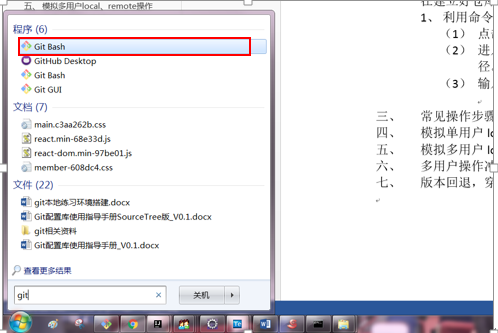 五、 模拟多用户local、remote操作
程序 (6)
Git Bash
GitHub Desktop
Git Bash
Git GUI
文档 (7)
main.c3aa262b.css
react.min-68e33d.js
react-dom.min-97be01.js
member-608dc4.css
文件 (22)
git本地练习环境搭建.docx
Git配置库使用指导手册SourceTree版_V0.1.docx
git相关资料
Git配置库使用指导手册_V0.1.docx
查看更多结果
git
关机
1、 利用命令
（1） 点
（2） 进
径
（3） 输
三、 常见操作步骤
四、 模拟单用户 lo
五、 模拟多用户 lo
六、 多用户操作冲
七、 版本回退，穿